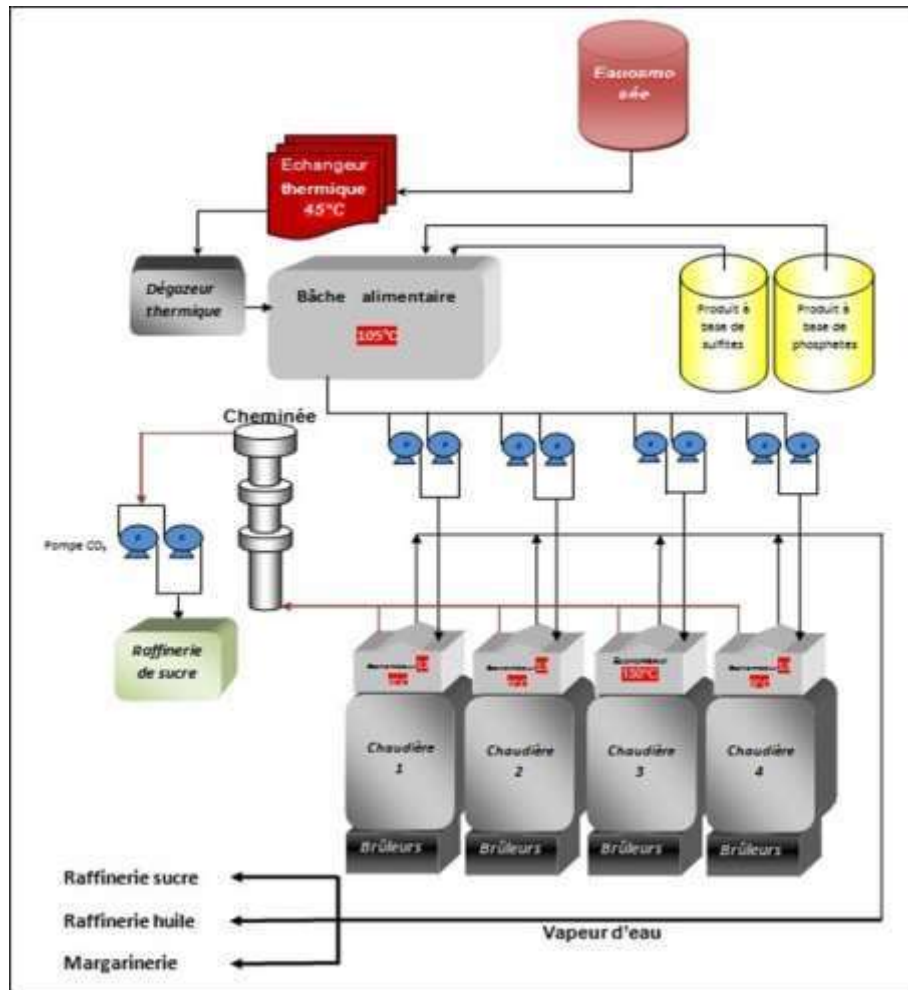 Echangeur
thermique
45°C
Dégazeur
thermique
Bâche alimentaire
105°C
Produit à
base de
sulfites
Produit à
base de
phosphates
Cheminée
Pompe CO₂
Raffinerie
de sucre
130°C
Chaudière
1
Chaudière
2
Chaudière
3
Chaudière
4
Brûleurs
Brûleurs
Brûleurs
Brûleurs
Raffinerie sucre
Raffinerie huile
Margarinerie
Vapeur d'eau